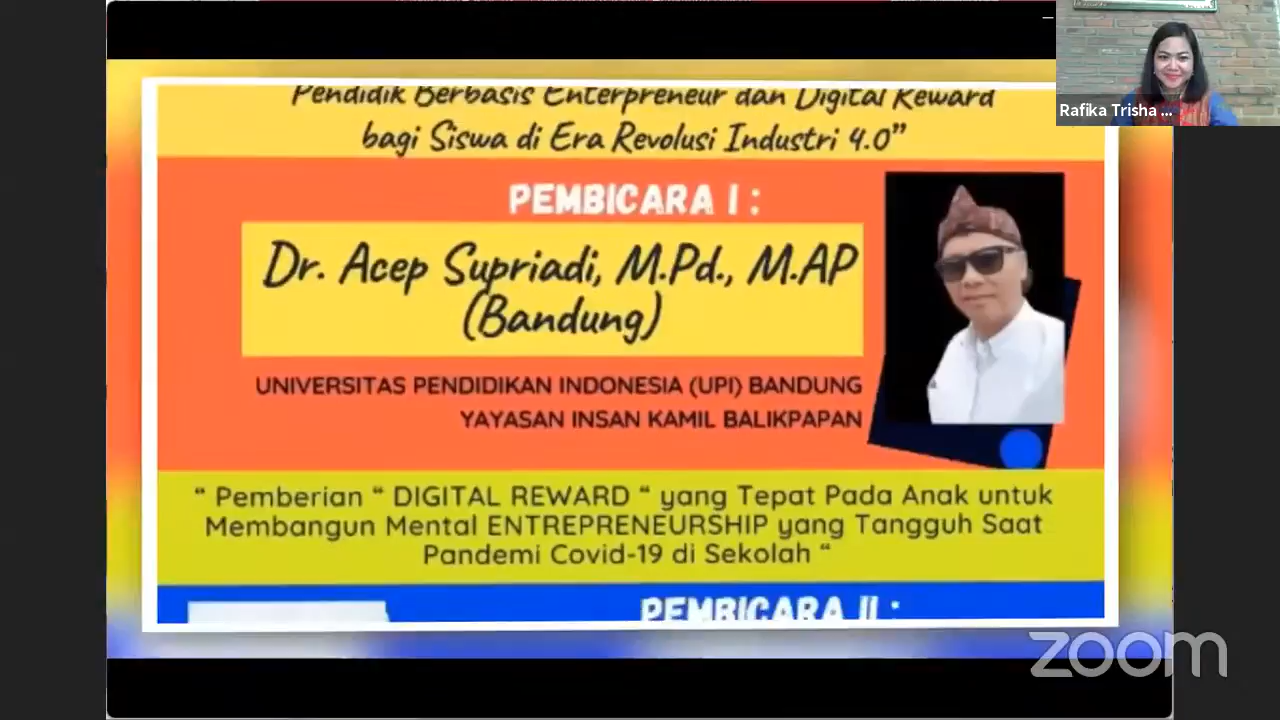 Pendidik Berbasis Enterpreneur dan Digital Reward
bagi Siswa di Era Revolusi Industri 4.0”
PEMBICARA I :
Dr. Acep Supriadi, M.Pd., M.AP
(Bandung)
UNIVERSITAS PENDIDIKAN INDONESIA (UPI) BANDUNG
YAYASAN INSAN KAMIL BALIKPAPAN
“ Pemberian “ DIGITAL REWARD “ yang Tepat Pada Anak untuk
Membangun Mental ENTREPRENEURSHIP yang Tangguh Saat
Pandemi Covid-19 di Sekolah “
PEMBICARA II :
Rafika Trisha ...
zoom